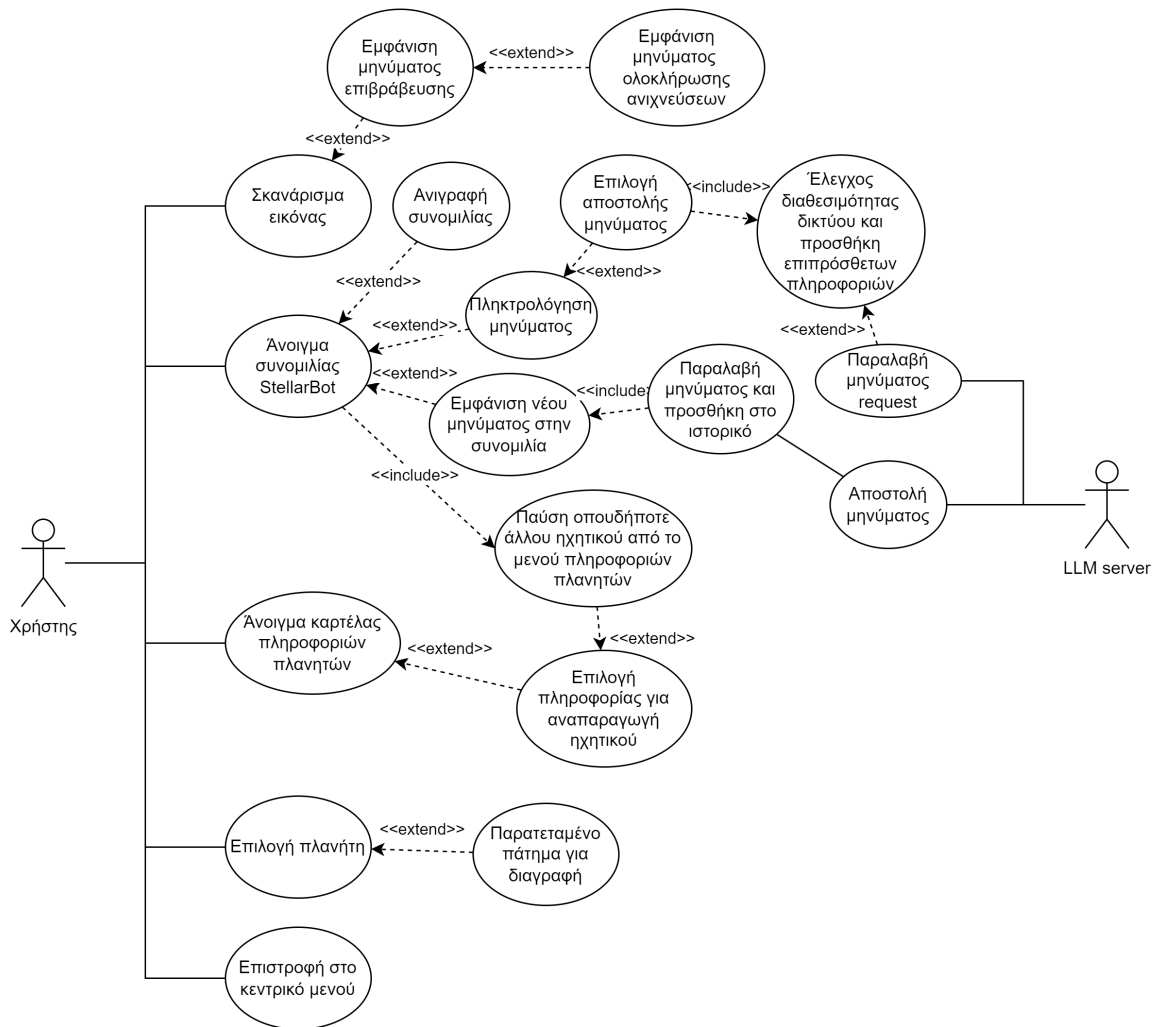 Εμφάνιση
μηνύματος
επιβράβευσης
<<extend>>
Εμφάνιση
μηνύματος
ολοκλήρωσης
ανιχνεύσεων
<<extend>>
Σκανάρισμα
εικόνας
Ανιγραφή
συνομιλίας
Επιλογή
αποστολής
μηνύματος
<<include>>
Έλεγχος
διαθεσιμότητας
δικτύου και
προσθήκη
επιπρόσθετων
πληροφοριών
<<extend>>
<<extend>>
Πληκτρολόγηση
μηνύματος
<<extend>>
<<extend>>
Άνοιγμα
συνομιλίας
StellarBot
<<extend>>
Εμφάνιση νέου
μηνύματος στην
συνομιλία
<<include>
Παραλαβή
μηνύματος και
προσθήκη στο
ιστορικό
Παραλαβή
μηνύματος
request
<<include>>
Αποστολή
μηνύματος
LLM server
Παύση οπουδήποτε
άλλου ηχητικού από το
μενού πληροφοριών
πλανητών
Χρήστης
<<extend>>
Άνοιγμα καρτέλας
πληροφοριών
πλανητών
<<extend>>
Επιλογή
πληροφορίας για
αναπαραγωγή
ηχητικού
Επιλογή πλανήτη
<<extend>>
Παρατεταμένο
πάτημα για
διαγραφή
Επιστροφή στο
κεντρικό μενού